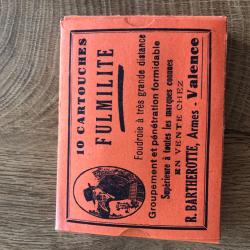 10 CARTOUCHES
FULMILITE
Foudroie à très grande distance
Groupement et pénétration formidable
Supérieure à toutes les marques connues
EN VENTE CHEZ
R. BARTHEROTTE, Armes - Valence